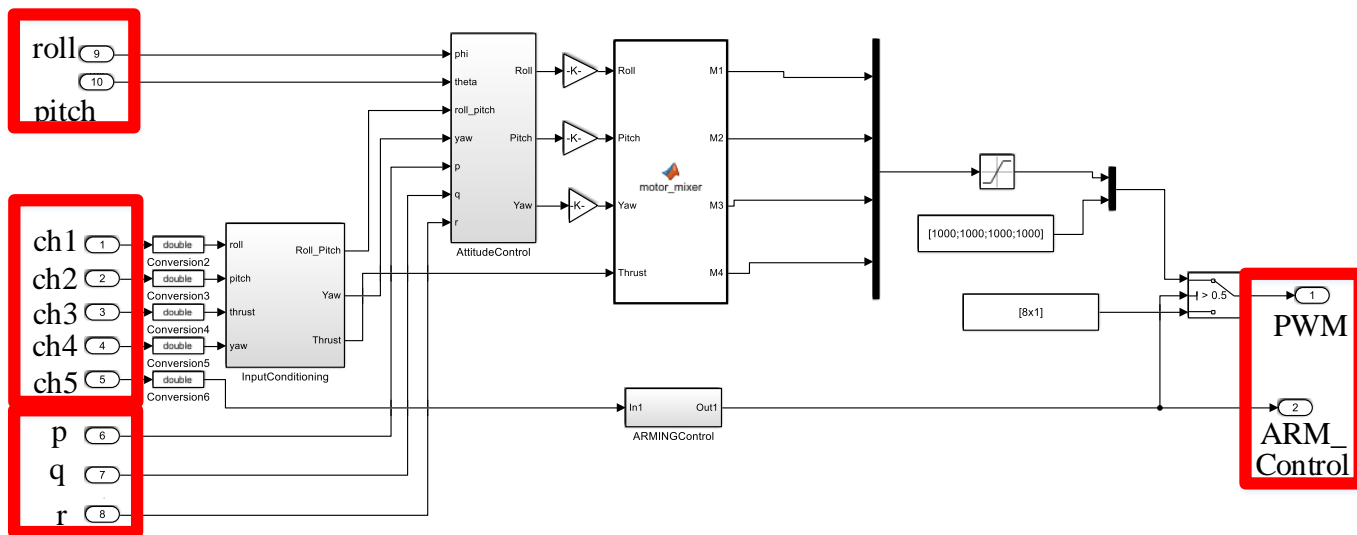 roll
9
10
pitch
phi
theta
roll_pitch
yaw
p
q
r
Roll
Pitch
Yaw
AttitudeControl
-K-
-K-
-K-
Roll
Pitch
Yaw
Thrust
motor_mixer
M1
M2
M3
M4
[1000;1000;1000;1000]
[8x1]
> 0.5
1
PWM
2
ARM_
Control
ch1
1
double
Conversion2
ch2
2
double
Conversion3
ch3
3
double
Conversion4
ch4
4
double
Conversion5
ch5
5
double
Conversion6
roll
pitch
thrust
yaw
Roll_Pitch
Yaw
Thrust
InputConditioning
In1
Out1
ARMINGControl
p
6
q
7
r
8